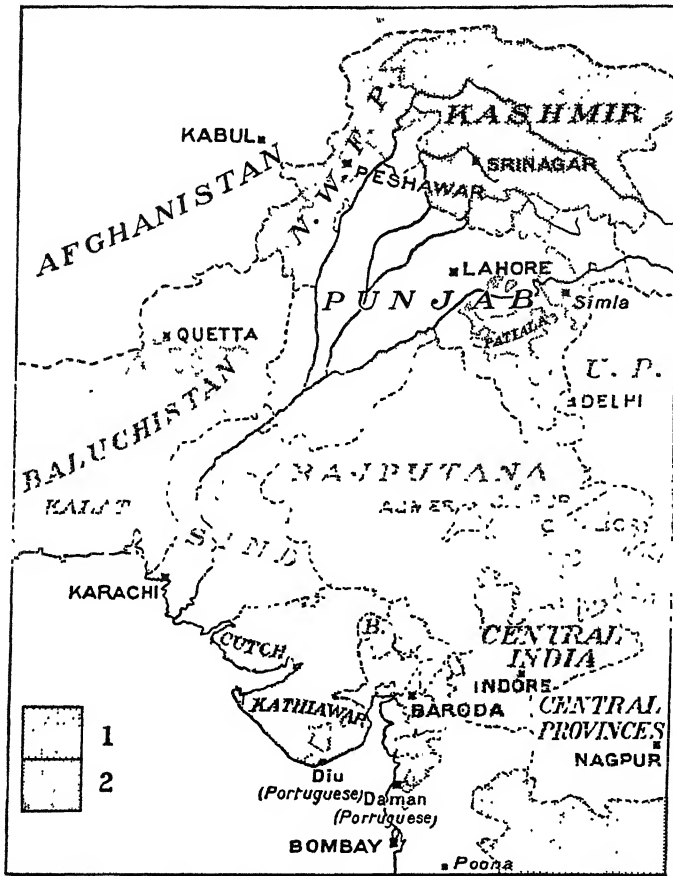 KASHMIR
N. W. F. P.
KABUL
SRINAGAR
PESHAWAR
AFGHANISTAN
LAHORE
PUNJAB
Simla
PATIALA
QUETTA
U. P.
DELHI
BALUCHISTAN
RAJPUTANA
KALAT
SIND
KARACHI
CUTCH
B.
CENTRAL
INDIA
INDORE
KATHIAWAR
BARODA
CENTRAL
PROVINCES
NAGPUR
1
2
Diu
(Portuguese)
Daman
(Portuguese)
BOMBAY
Poona